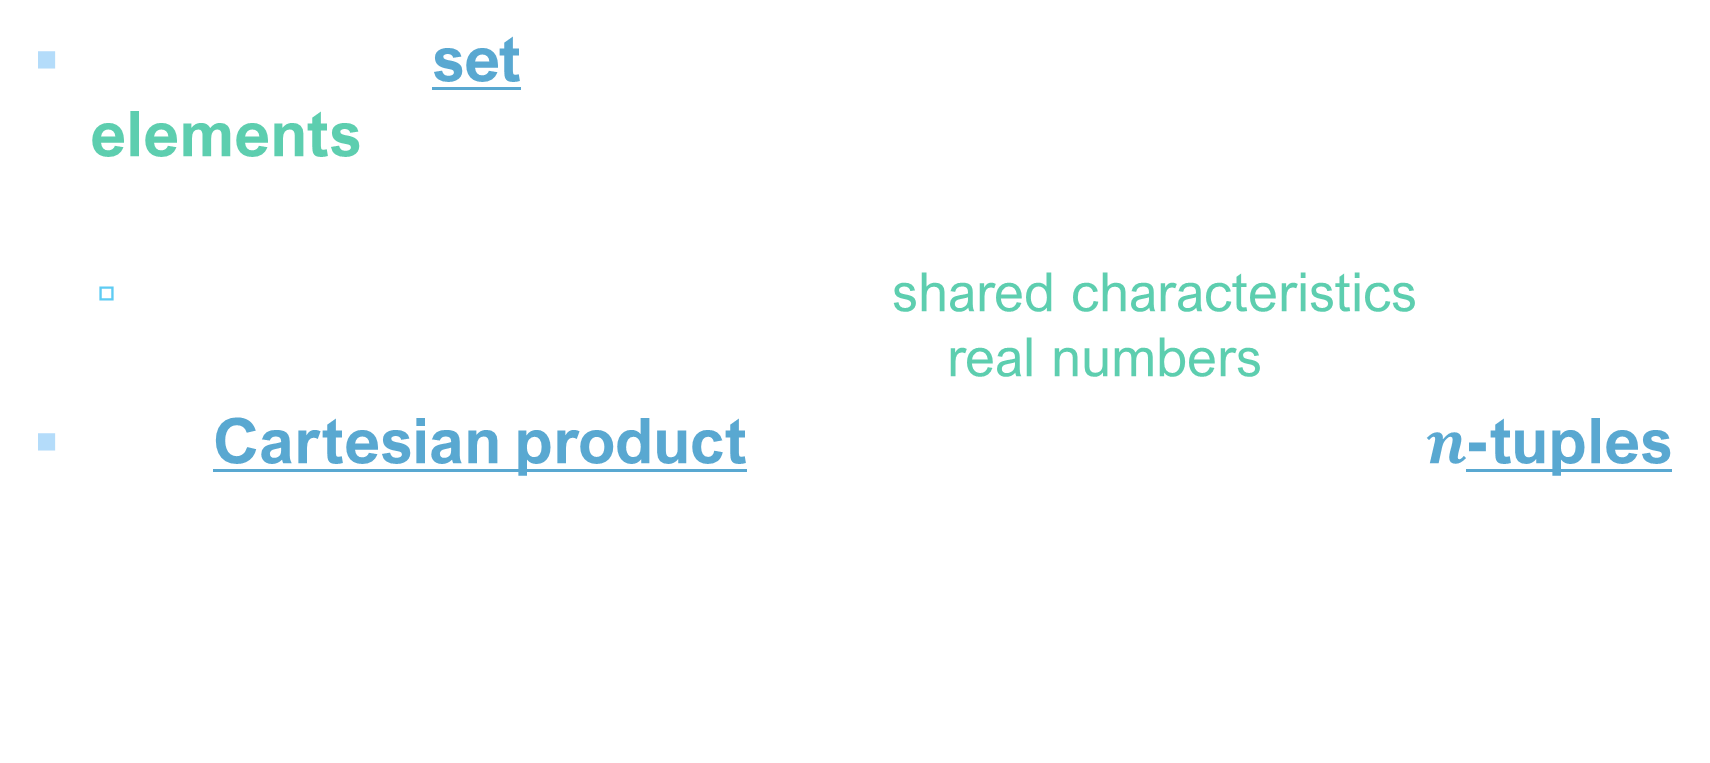 set
elements
shared characteristics
real numbers
Cartesian product n-tuples